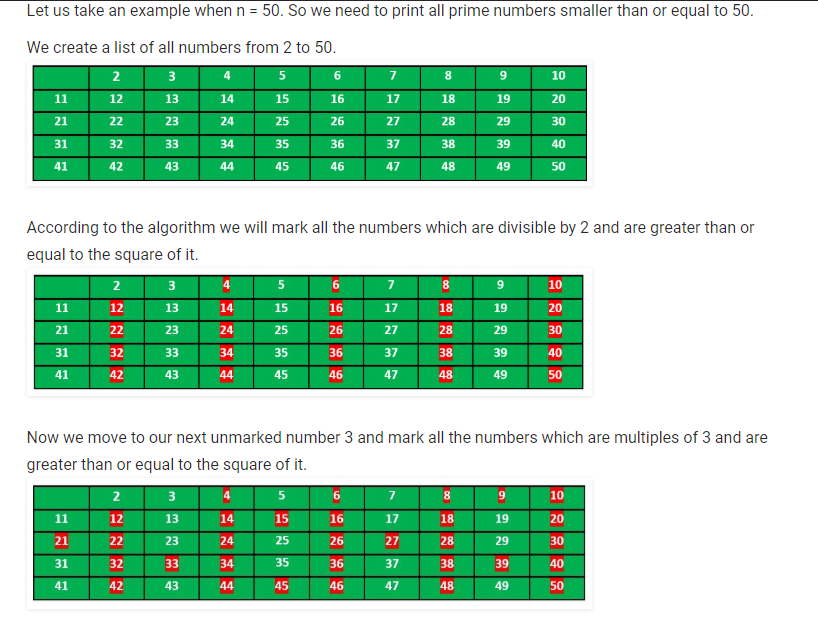 Let us take an example when n = 50. So we need to print all prime numbers smaller than or equal to 50.
We create a list of all numbers from 2 to 50.
2 3 4 5 6 7 8 9 10
11 12 13 14 15 16 17 18 19 20
21 22 23 24 25 26 27 28 29 30
31 32 33 34 35 36 37 38 39 40
41 42 43 44 45 46 47 48 49 50
According to the algorithm we will mark all the numbers which are divisible by 2 and are greater than or
equal to the square of it.
2 3 4 5 6 7 8 9 10
11 12 13 14 15 16 17 18 19 20
21 22 23 24 25 26 27 28 29 30
31 32 33 34 35 36 37 38 39 40
41 42 43 44 45 46 47 48 49 50
Now we move to our next unmarked number 3 and mark all the numbers which are multiples of 3 and are
greater than or equal to the square of it.
2 3 4 5 6 7 8 9 10
11 12 13 14 15 16 17 18 19 20
21 22 23 24 25 26 27 28 29 30
31 32 33 34 35 36 37 38 39 40
41 42 43 44 45 46 47 48 49 50